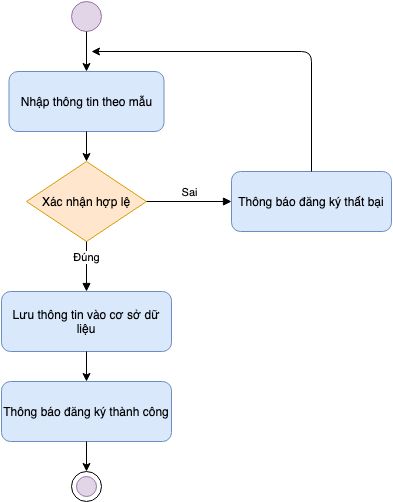 Nhập thông tin theo mẫu
Xác nhận hợp lệ
Sai
Thông báo đăng ký thất bại
Đúng
Lưu thông tin vào cơ sở dữ
liệu
Thông báo đăng ký thành công